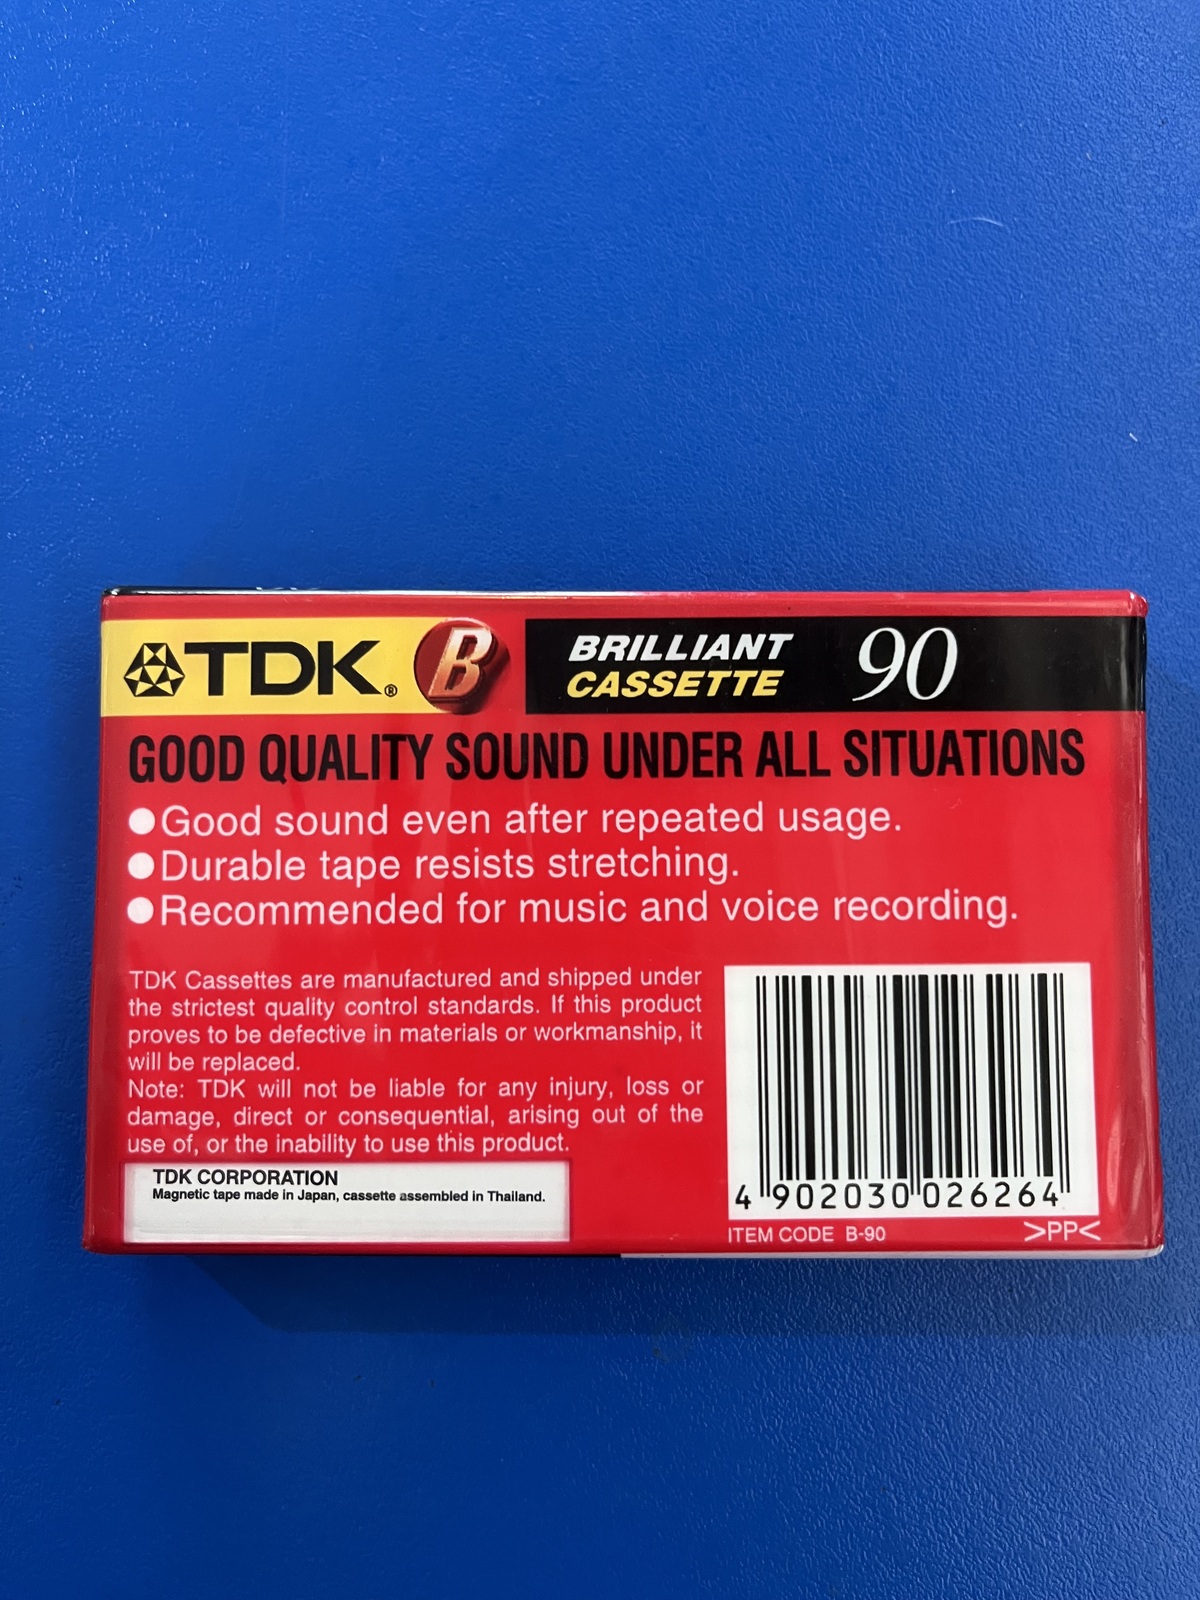 TDK® B BRILLIANT CASSETTE 90
GOOD QUALITY SOUND UNDER ALL SITUATIONS
●Good sound even after repeated usage.
●Durable tape resists stretching.
●Recommended for music and voice recording.
TDK Cassettes are manufactured and shipped under
the strictest quality control standards. If this product
proves to be defective in materials or workmanship, it
will be replaced.
Note: TDK will not be liable for any injury, loss or
damage, direct or consequential, arising out of the
use of, or the inability to use this product.
TDK CORPORATION
Magnetic tape made in Japan, cassette assembled in Thailand.
4 902030 026264
ITEM CODE B-90 >PP<